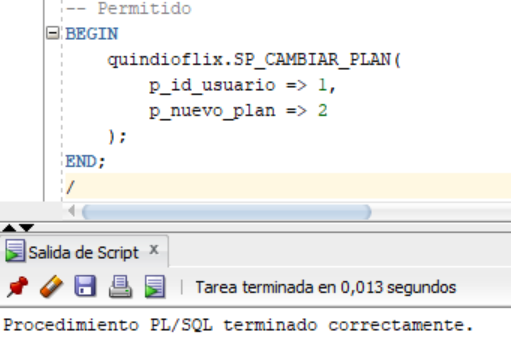 -- Permitido
BEGIN
quindioflix.SP_CAMBIAR_PLAN(
p_id_usuario => 1,
p_nuevo_plan => 2
);
END;
/
Salida de Script x
Tarea terminada en 0,013 segundos
Procedimiento PL/SQL terminado correctamente.